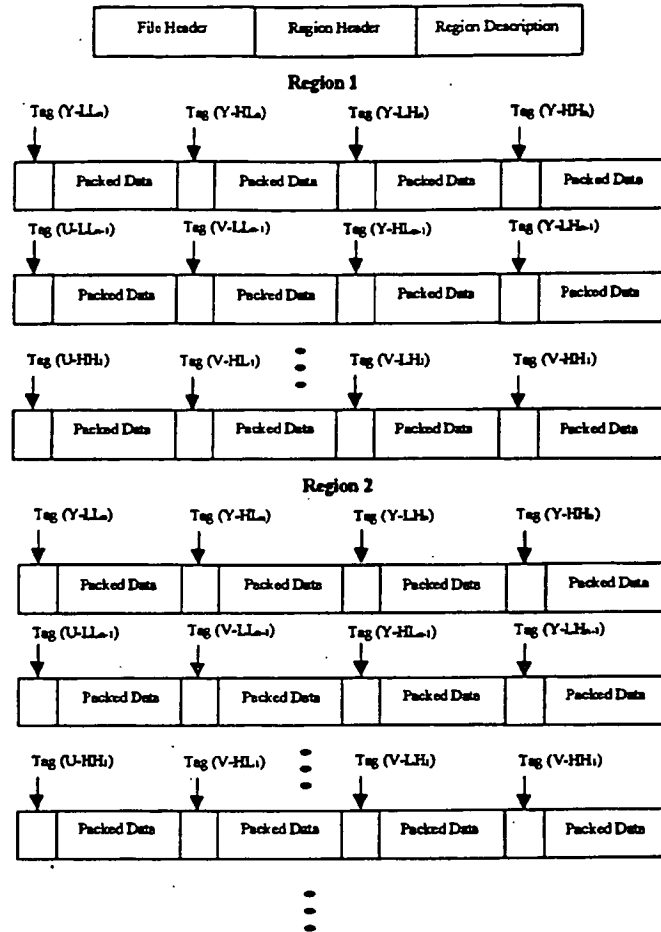 File Header Region Header Region Description
Region 1
Tag (Y-LLₙ) Tag (Y-HLₙ) Tag (Y-LHₙ) Tag (Y-HHₙ)
Packed Data Packed Data Packed Data Packed Data
Tag (U-LLₙ₋₁) Tag (V-LLₙ₋₁) Tag (Y-HLₙ₋₁) Tag (Y-LHₙ₋₁)
Packed Data Packed Data Packed Data Packed Data
Tag (U-HH₁) Tag (V-HL₁) Tag (V-LH₁) Tag (V-HH₁)
Packed Data Packed Data Packed Data Packed Data
Region 2
Tag (Y-LLₙ) Tag (Y-HLₙ) Tag (Y-LHₙ) Tag (Y-HHₙ)
Packed Data Packed Data Packed Data Packed Data
Tag (U-LLₙ₋₁) Tag (V-LLₙ₋₁) Tag (Y-HLₙ₋₁) Tag (Y-LHₙ₋₁)
Packed Data Packed Data Packed Data Packed Data
Tag (U-HH₁) Tag (V-HL₁) Tag (V-LH₁) Tag (V-HH₁)
Packed Data Packed Data Packed Data Packed Data